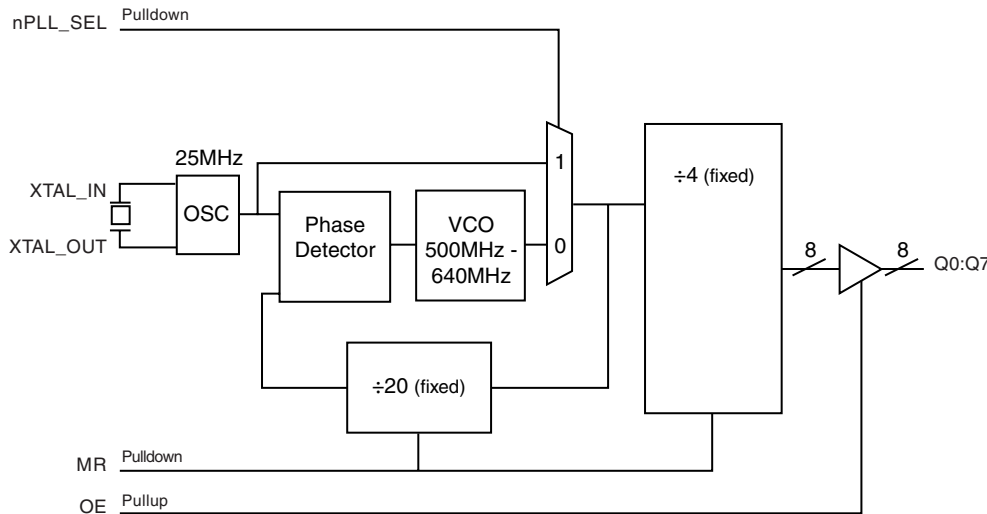 nPLL_SEL Pulldown
25MHz
XTAL_IN
OSC
XTAL_OUT
Phase
Detector
VCO
500MHz -
640MHz
1
0
÷4 (fixed)
8
8
Q0:Q7
÷20 (fixed)
MR Pulldown
OE Pullup